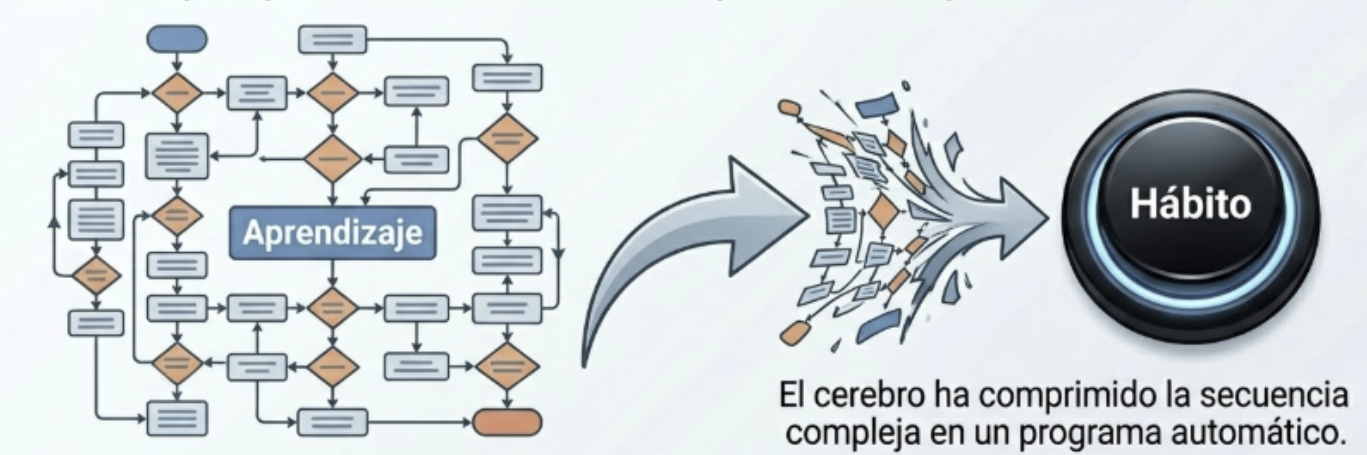 Aprendizaje
Hábito
El cerebro ha comprimido la secuencia
compleja en un programa automático.